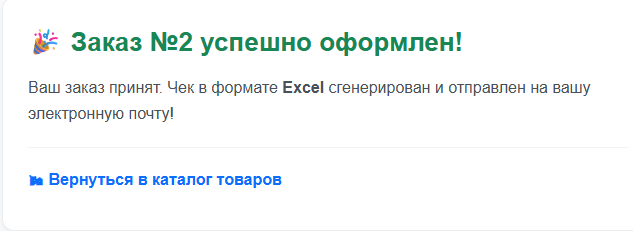 🎉 Заказ №2 успешно оформлен!
Ваш заказ принят. Чек в формате Excel сгенерирован и отправлен на вашу
электронную почту!
Вернуться в каталог товаров